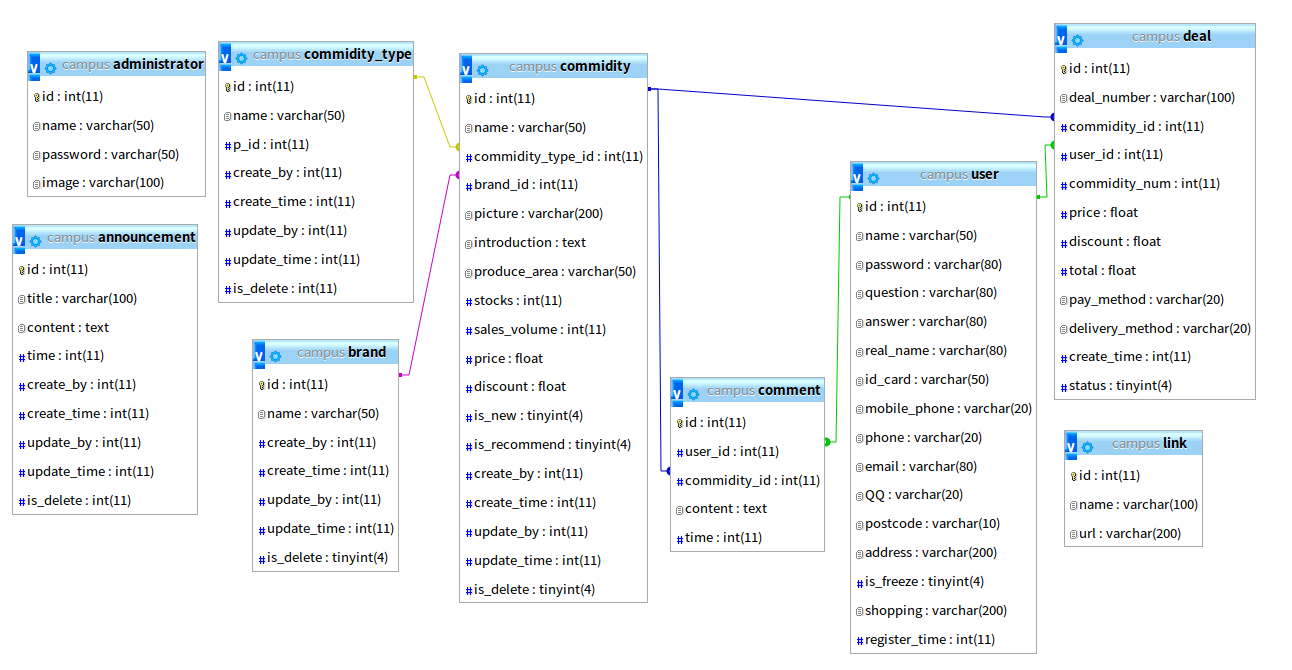 campus administrator
id : int(11)
name : varchar(50)
password : varchar(50)
image : varchar(100)
campus announcement
id : int(11)
title : varchar(100)
content : text
time : int(11)
create_by : int(11)
create_time : int(11)
update_by : int(11)
update_time : int(11)
is_delete : int(11)
campus commidity_type
id : int(11)
name : varchar(50)
p_id : int(11)
create_by : int(11)
create_time : int(11)
update_by : int(11)
update_time : int(11)
is_delete : int(11)
campus brand
id : int(11)
name : varchar(50)
create_by : int(11)
create_time : int(11)
update_by : int(11)
update_time : int(11)
is_delete : tinyint(4)
campus commidity
id : int(11)
name : varchar(50)
commidity_type_id : int(11)
brand_id : int(11)
picture : varchar(200)
introduction : text
produce_area : varchar(50)
stocks : int(11)
sales_volume : int(11)
price : float
discount : float
is_new : tinyint(4)
is_recommend : tinyint(4)
create_by : int(11)
create_time : int(11)
update_by : int(11)
update_time : int(11)
is_delete : tinyint(4)
campus comment
id : int(11)
user_id : int(11)
commidity_id : int(11)
content : text
time : int(11)
campus user
id : int(11)
name : varchar(50)
password : varchar(80)
question : varchar(80)
answer : varchar(80)
real_name : varchar(80)
id_card : varchar(50)
mobile_phone : varchar(20)
phone : varchar(20)
email : varchar(80)
QQ : varchar(20)
postcode : varchar(10)
address : varchar(200)
is_freeze : tinyint(4)
shopping : varchar(200)
register_time : int(11)
campus deal
id : int(11)
deal_number : varchar(100)
commidity_id : int(11)
user_id : int(11)
commidity_num : int(11)
price : float
discount : float
total : float
pay_method : varchar(20)
delivery_method : varchar(20)
create_time : int(11)
status : tinyint(4)
campus link
id : int(11)
name : varchar(100)
url : varchar(200)